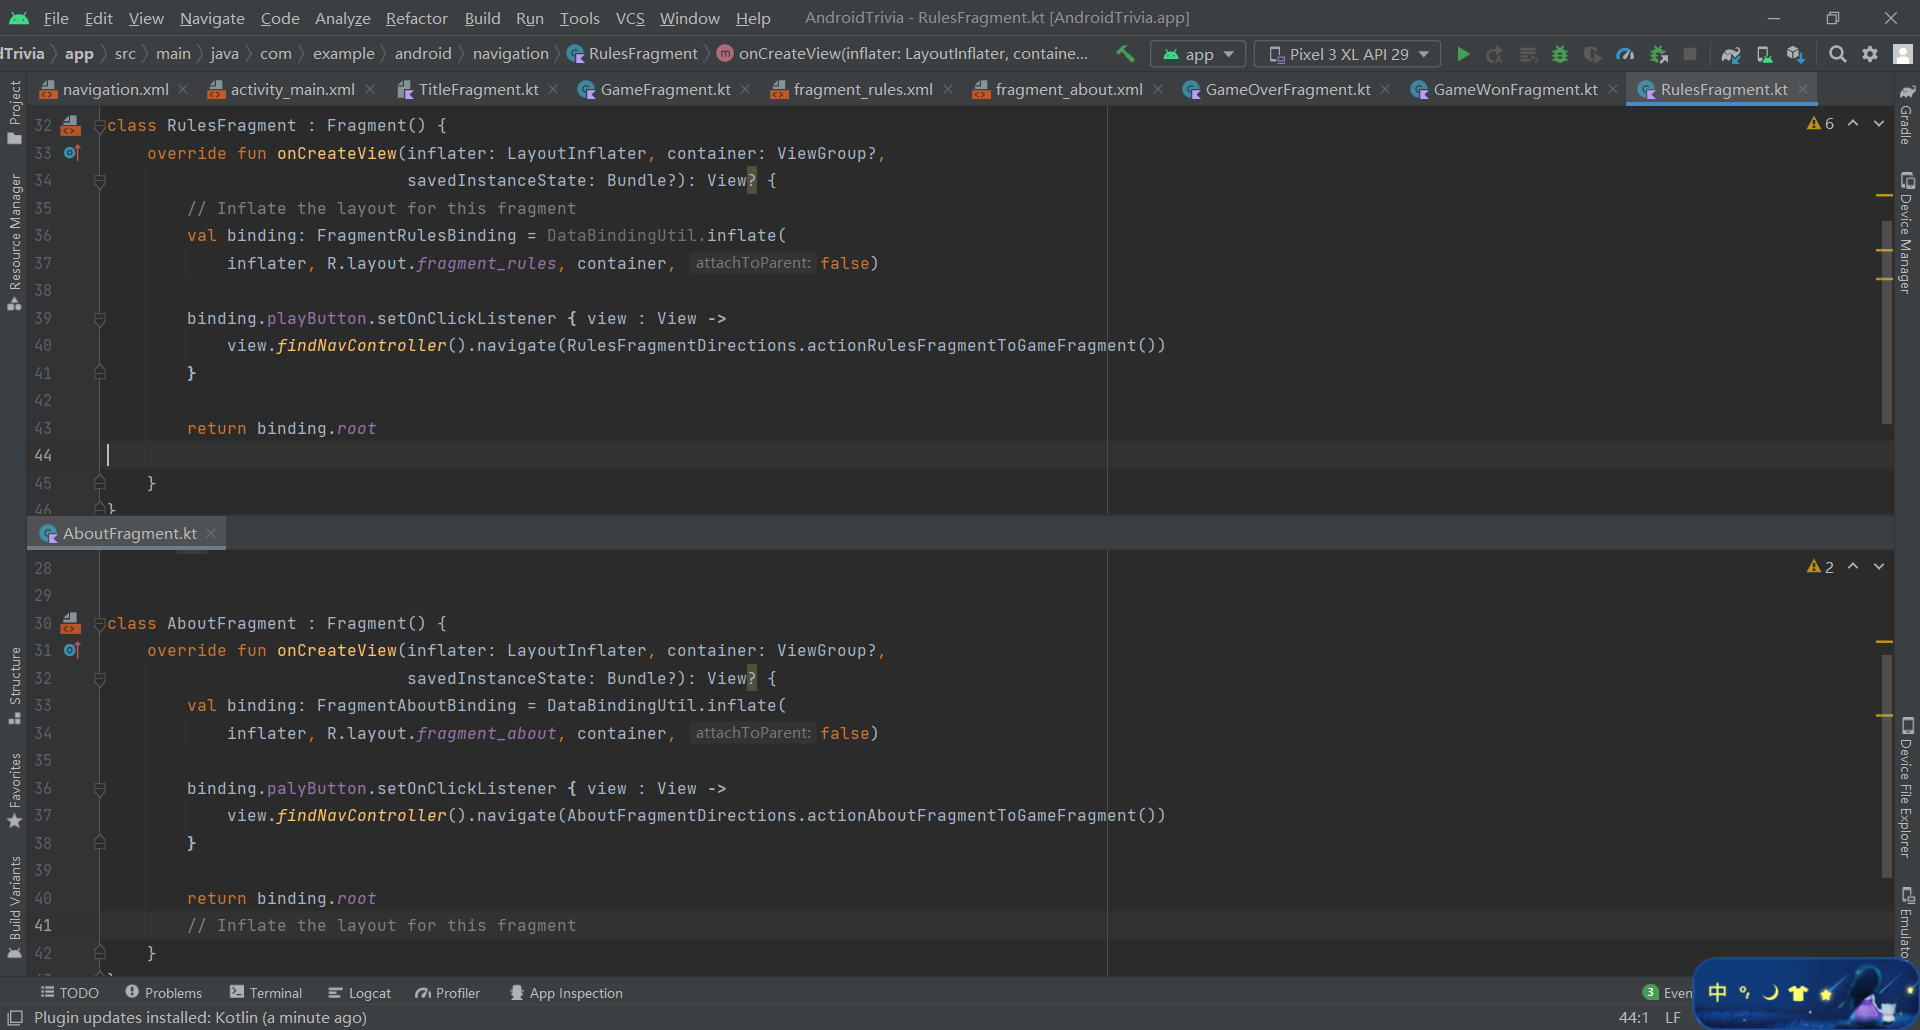 File Edit View Navigate Code Analyze Refactor Build Run Tools VCS Window Help AndroidTrivia - RulesFragment.kt [AndroidTrivia.app]
dTrivia app src main java com example android navigation RulesFragment m onCreateView(inflater: LayoutInflater, containe... app Pixel 3 XL API 29
navigation.xml activity_main.xml TitleFragment.kt GameFragment.kt fragment_rules.xml fragment_about.xml GameOverFragment.kt GameWonFragment.kt RulesFragment.kt
Project
Resource Manager
Structure
Favorites
Build Variants
32 class RulesFragment : Fragment() { 6
33 override fun onCreateView(inflater: LayoutInflater, container: ViewGroup?,
34 savedInstanceState: Bundle?): View? {
35 // Inflate the layout for this fragment
36 val binding: FragmentRulesBinding = DataBindingUtil.inflate(
37 inflater, R.layout.fragment_rules, container, attachToParent: false)
38
39 binding.playButton.setOnClickListener { view : View ->
40 view.findNavController().navigate(RulesFragmentDirections.actionRulesFragmentToGameFragment())
41 }
42
43 return binding.root
44
45 }
46 }
AboutFragment.kt
28 2
29
30 class AboutFragment : Fragment() {
31 override fun onCreateView(inflater: LayoutInflater, container: ViewGroup?,
32 savedInstanceState: Bundle?): View? {
33 val binding: FragmentAboutBinding = DataBindingUtil.inflate(
34 inflater, R.layout.fragment_about, container, attachToParent: false)
35
36 binding.palyButton.setOnClickListener { view : View ->
37 view.findNavController().navigate(AboutFragmentDirections.actionAboutFragmentToGameFragment())
38 }
39
40 return binding.root
41 // Inflate the layout for this fragment
42 }
Gradle
Device Manager
Device File Explorer
Emulato
TODO Problems Terminal Logcat Profiler App Inspection 3 Even
中
Plugin updates installed: Kotlin (a minute ago) 44:1 LF